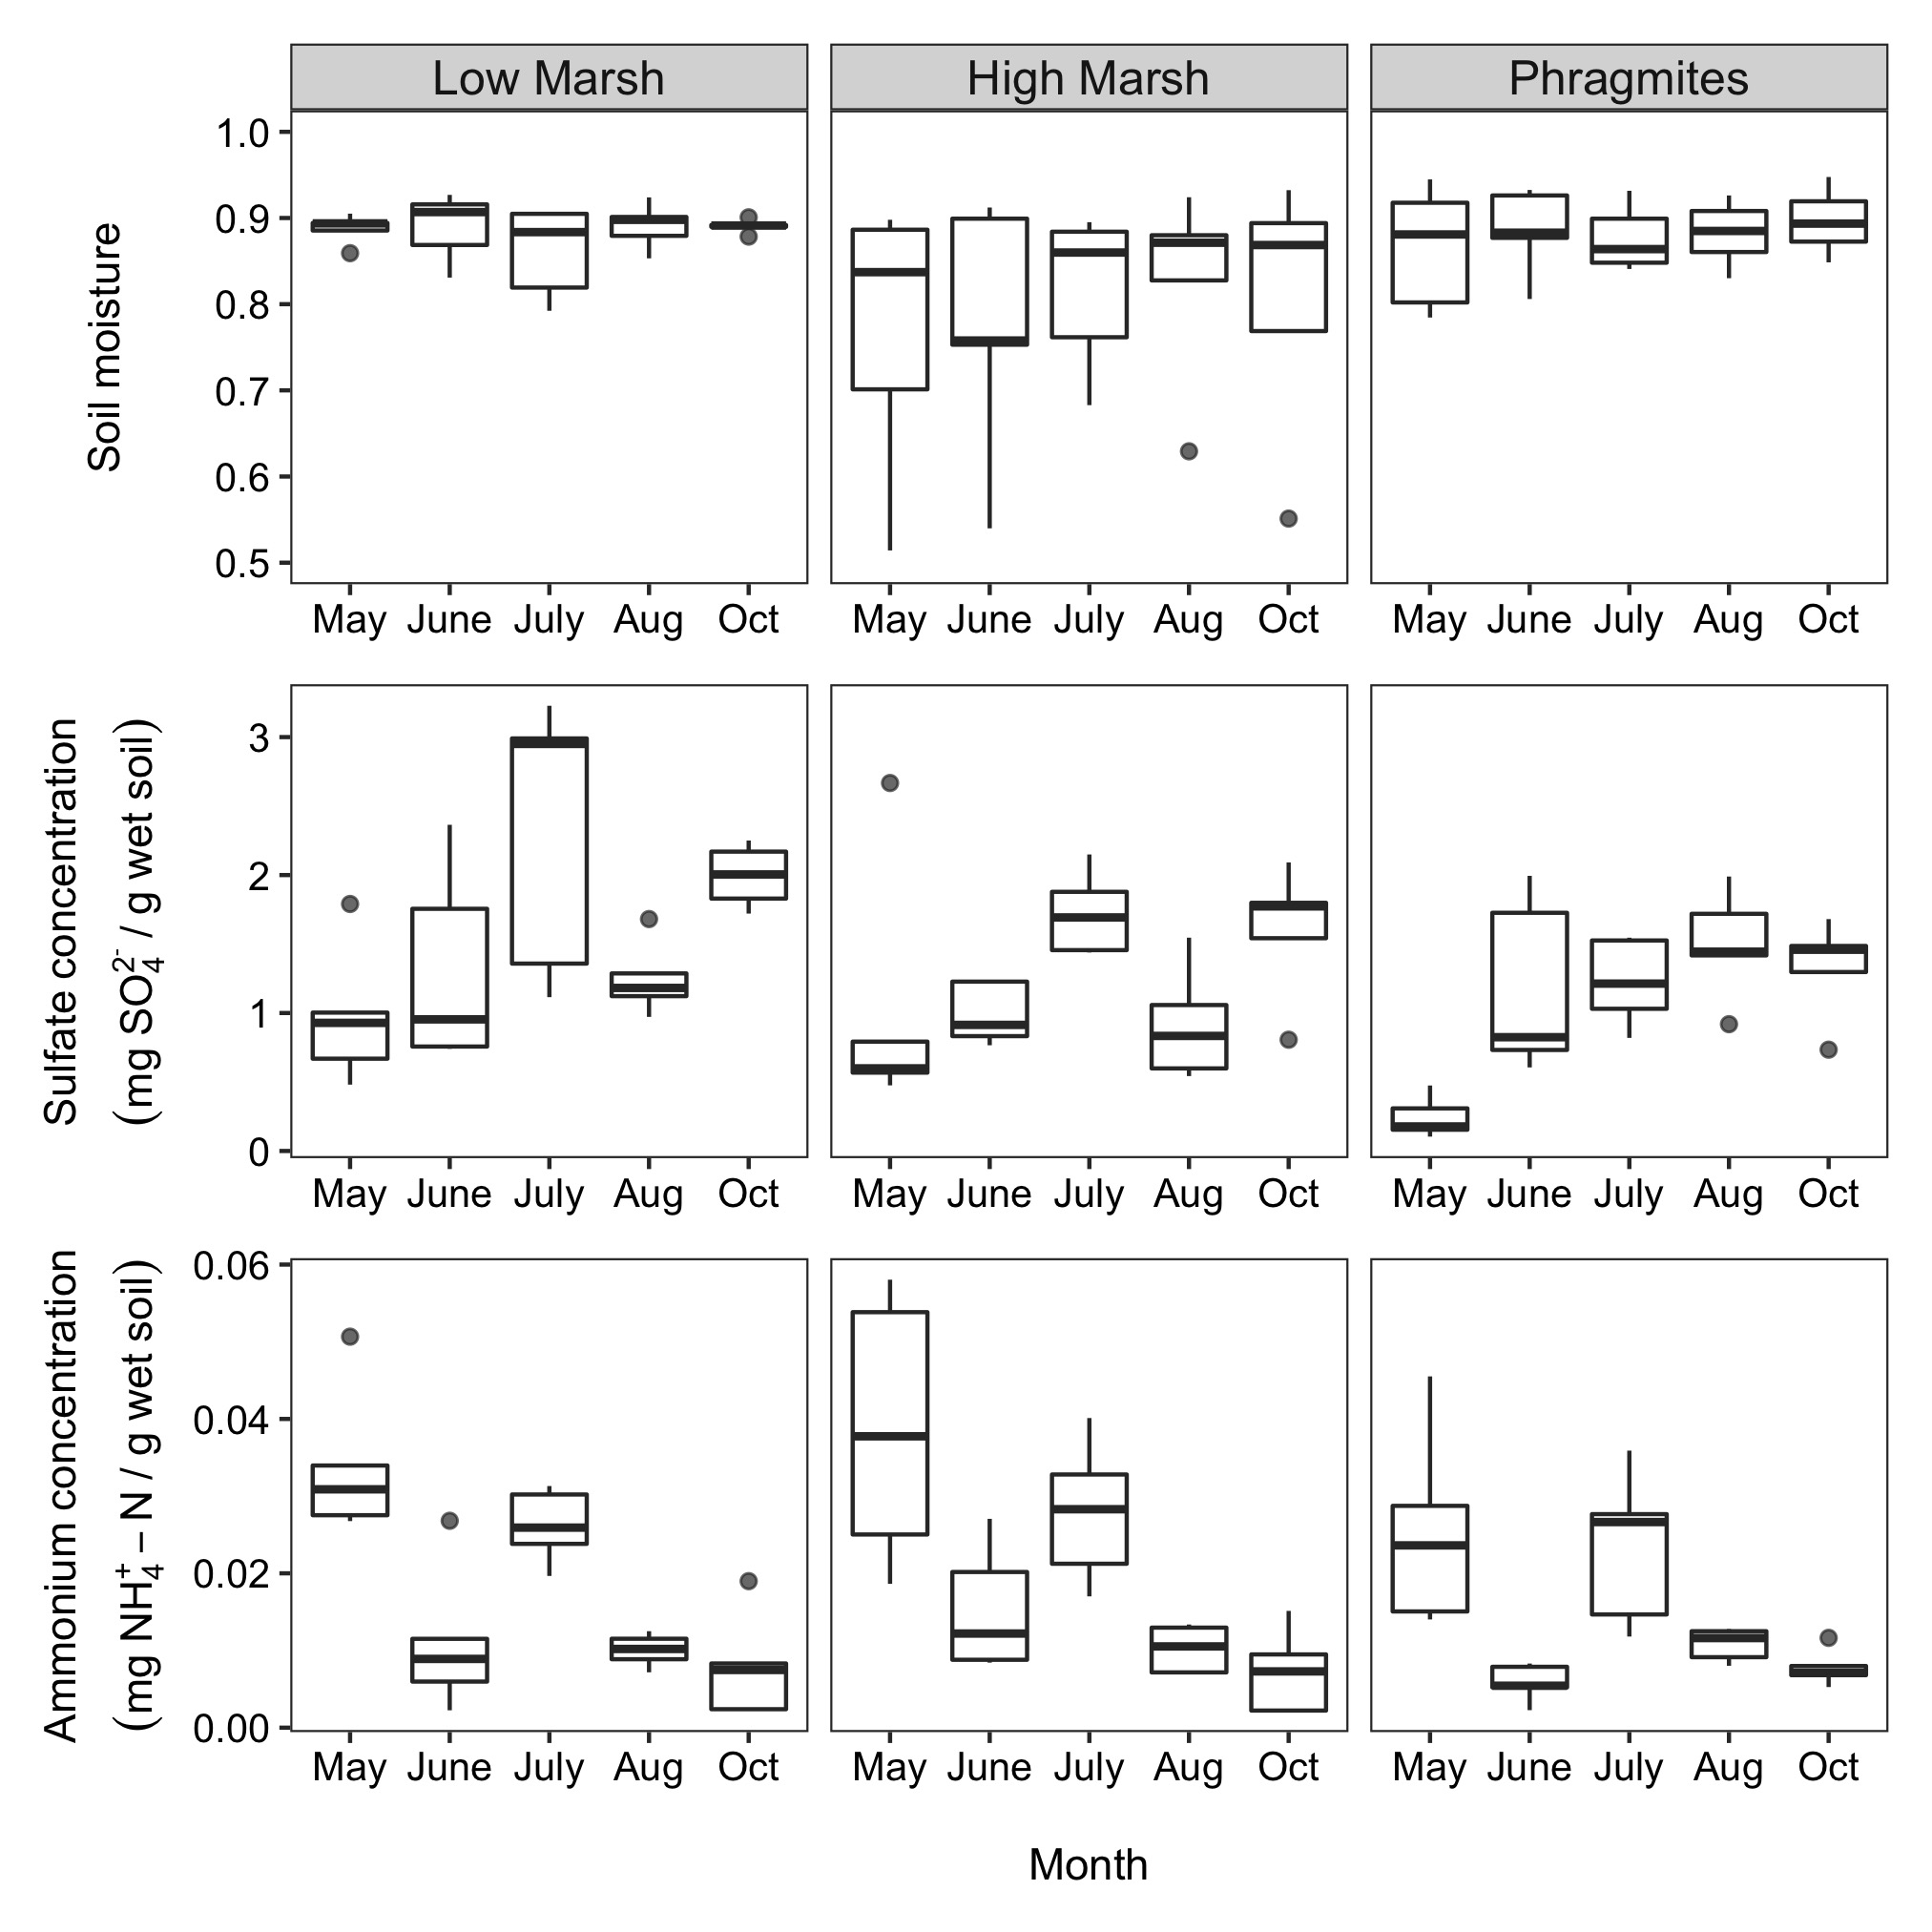 Low Marsh High Marsh Phragmites
Soil moisture
1.0
0.9
0.8
0.7
0.6
0.5
May June July Aug Oct May June July Aug Oct May June July Aug Oct
Sulfate concentration
(mg SO₄²⁻ / g wet soil)
3
2
1
0
May June July Aug Oct May June July Aug Oct May June July Aug Oct
Ammonium concentration
(mg NH₄⁺ – N / g wet soil)
0.06
0.04
0.02
0.00
May June July Aug Oct May June July Aug Oct May June July Aug Oct
Month